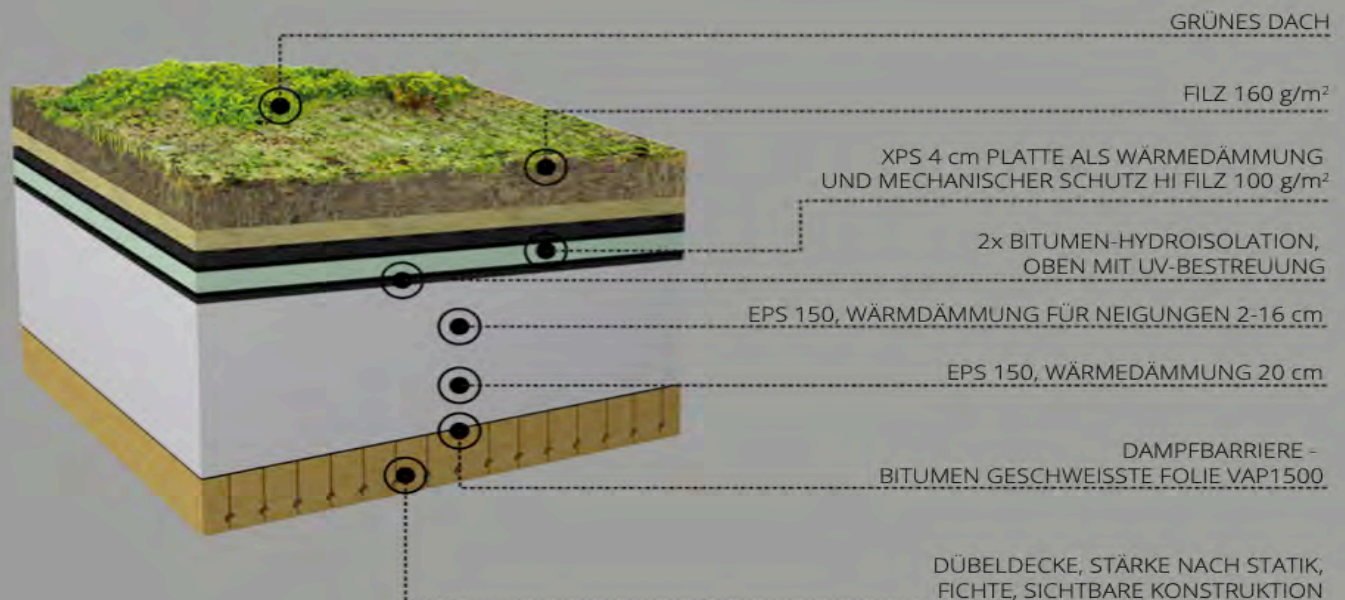 GRÜNES DACH
FILZ 160 g/m²
XPS 4 cm PLATTE ALS WÄRMEDÄMMUNG
UND MECHANISCHER SCHUTZ HI FILZ 100 g/m²
2x BITUMEN-HYDROISOLATION,
OBEN MIT UV-BESTREUUNG
EPS 150, WÄRMDÄMMUNG FÜR NEIGUNGEN 2-16 cm
EPS 150, WÄRMEDÄMMUNG 20 cm
DAMPFBARRIERE -
BITUMEN GESCHWEISSTE FOLIE VAP1500
DÜBELDECKE, STÄRKE NACH STATIK,
FICHTE, SICHTBARE KONSTRUKTION